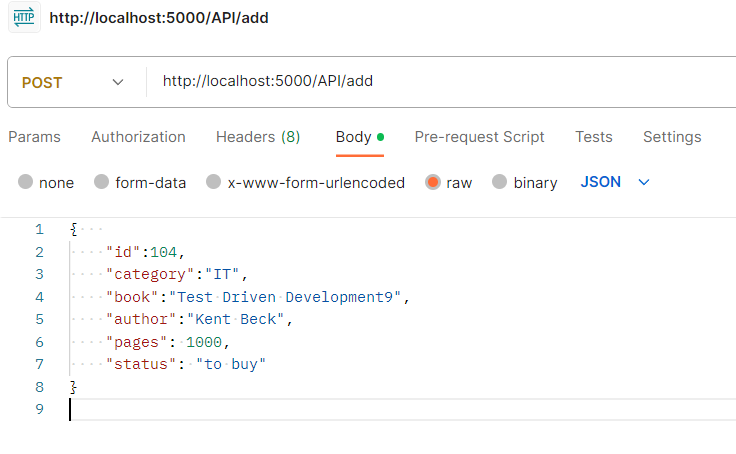 HTTP http://localhost:5000/API/add
POST http://localhost:5000/API/add
Params Authorization Headers (8) Body Pre-request Script Tests Settings
none form-data x-www-form-urlencoded raw binary JSON
1 {
2 "id":104,
3 "category":"IT",
4 "book":"Test Driven Development9",
5 "author":"Kent Beck",
6 "pages": 1000,
7 "status": "to buy"
8 }
9